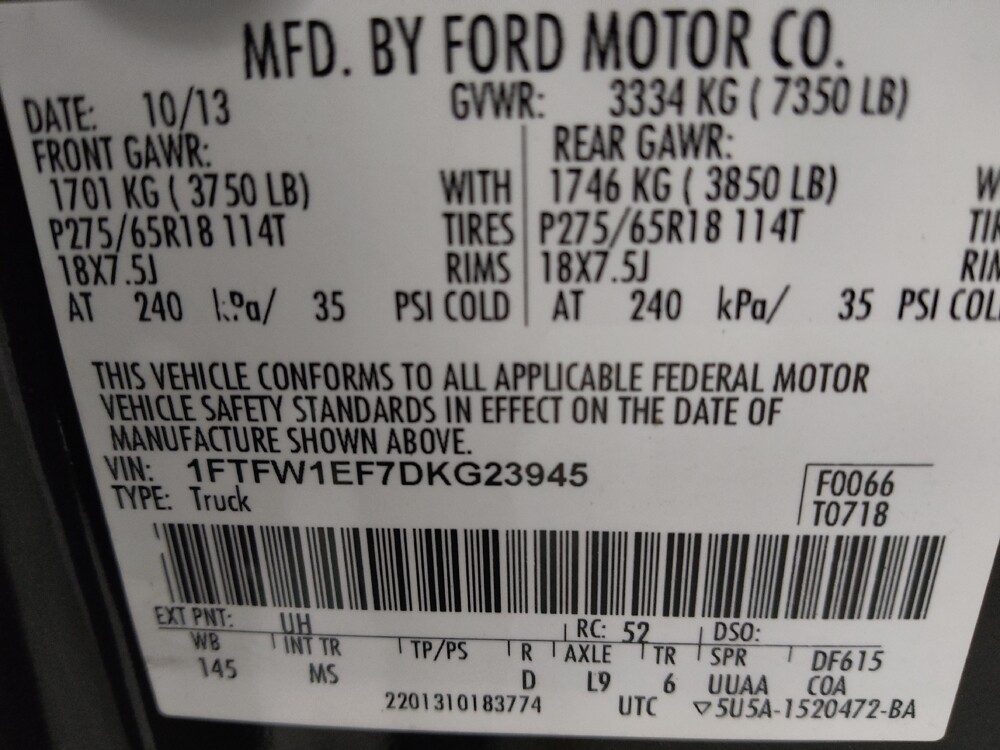 MFD. BY FORD MOTOR CO.
DATE: 10/13 GVWR: 3334 KG ( 7350 LB)
FRONT GAWR: REAR GAWR:
1701 KG ( 3750 LB) WITH 1746 KG ( 3850 LB) W
P275/65R18 114T TIRES P275/65R18 114T TIR
18X7.5J RIMS 18X7.5J RIM
AT 240 kPa/ 35 PSI COLD AT 240 kPa/ 35 PSI COL
THIS VEHICLE CONFORMS TO ALL APPLICABLE FEDERAL MOTOR
VEHICLE SAFETY STANDARDS IN EFFECT ON THE DATE OF
MANUFACTURE SHOWN ABOVE.
VIN: 1FTFW1EF7DKG23945 F0066
TYPE: Truck T0718
EXT PNT: UH RC: 52 DSO:
WB INT TR TP/PS R AXLE TR SPR DF615
145 MS D L9 6 UUAA COA
2201310183774 UTC ▽5U5A-1520472-BA